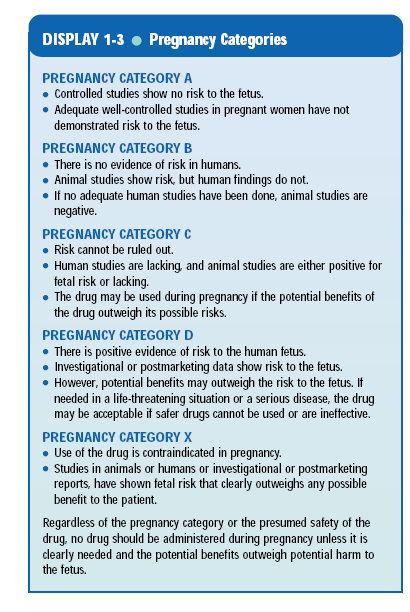 DISPLAY 1-3 ● Pregnancy Categories
PREGNANCY CATEGORY A
● Controlled studies show no risk to the fetus.
● Adequate well-controlled studies in pregnant women have not
demonstrated risk to the fetus.
PREGNANCY CATEGORY B
● There is no evidence of risk in humans.
● Animal studies show risk, but human findings do not.
● If no adequate human studies have been done, animal studies are
negative.
PREGNANCY CATEGORY C
● Risk cannot be ruled out.
● Human studies are lacking, and animal studies are either positive for
fetal risk or lacking.
● The drug may be used during pregnancy if the potential benefits of
the drug outweigh its possible risks.
PREGNANCY CATEGORY D
● There is positive evidence of risk to the human fetus.
● Investigational or postmarketing data show risk to the fetus.
● However, potential benefits may outweigh the risk to the fetus. If
needed in a life-threatening situation or a serious disease, the drug
may be acceptable if safer drugs cannot be used or are ineffective.
PREGNANCY CATEGORY X
● Use of the drug is contraindicated in pregnancy.
● Studies in animals or humans or investigational or postmarketing
reports, have shown fetal risk that clearly outweighs any possible
benefit to the patient.
Regardless of the pregnancy category or the presumed safety of the
drug, no drug should be administered during pregnancy unless it is
clearly needed and the potential benefits outweigh potential harm to
the fetus.